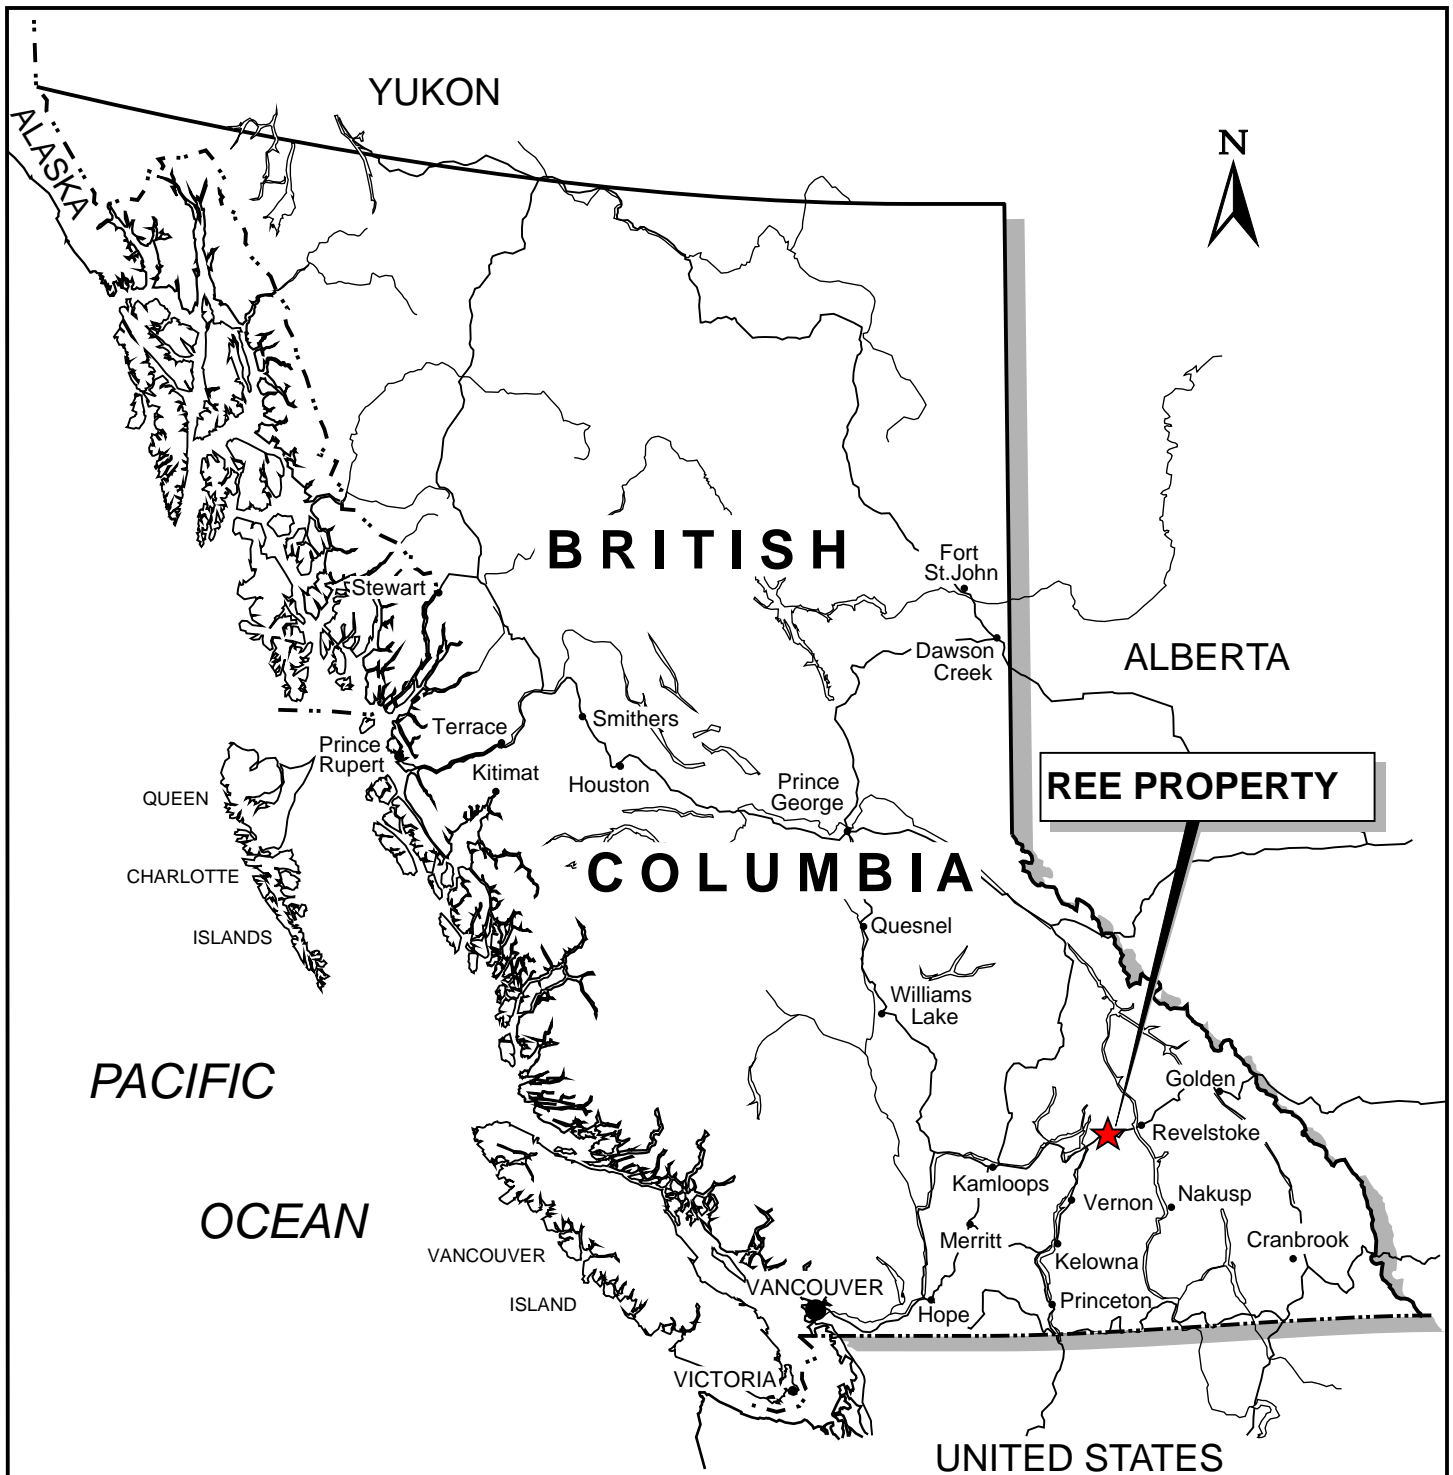 YUKON
ALASKA
N
BRITISH
Fort
St.John
Stewart
Dawson
Creek
ALBERTA
Smithers
Terrace
Prince
Rupert
Kitimat
Houston
Prince
George
REE PROPERTY
QUEEN
CHARLOTTE
ISLANDS
COLUMBIA
Quesnel
Williams
Lake
PACIFIC
OCEAN
Golden
Revelstoke
Kamloops
Vernon
Nakusp
Merritt
Kelowna
Cranbrook
VANCOUVER
ISLAND
VANCOUVER
Hope
Princeton
VICTORIA
UNITED STATES